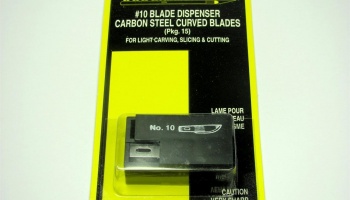 #10 BLADE DISPENSER
CARBON STEEL CURVED BLADES
(Pkg. 15)
FOR LIGHT-CARVING, SLICING & CUTTING
LAME POUR
No. 10
CAUTION
VERY SHARP